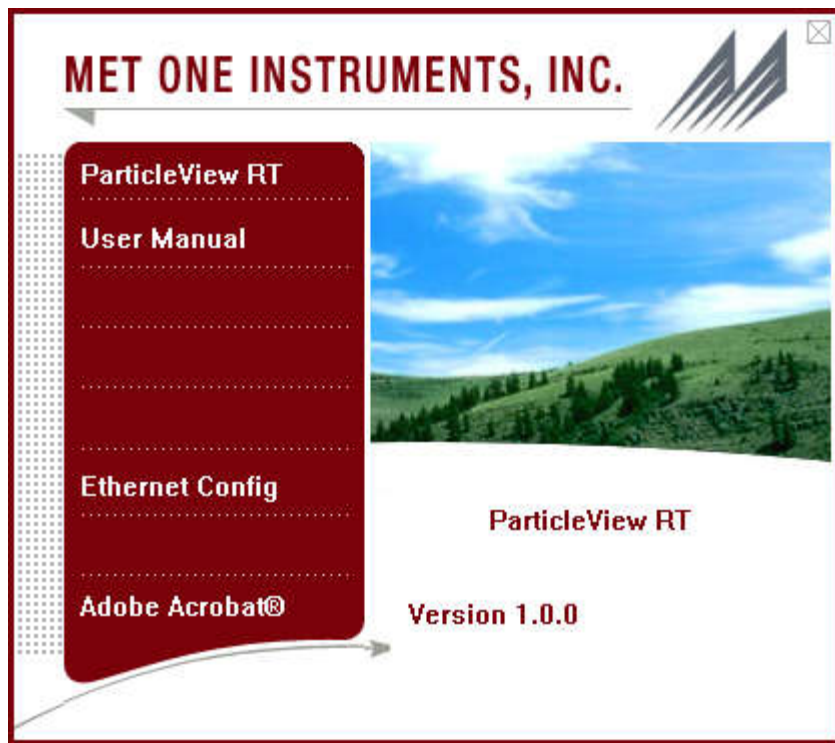 MET ONE INSTRUMENTS, INC.
ParticleView RT
User Manual
Ethernet Config
Adobe Acrobat®
ParticleView RT
Version 1.0.0